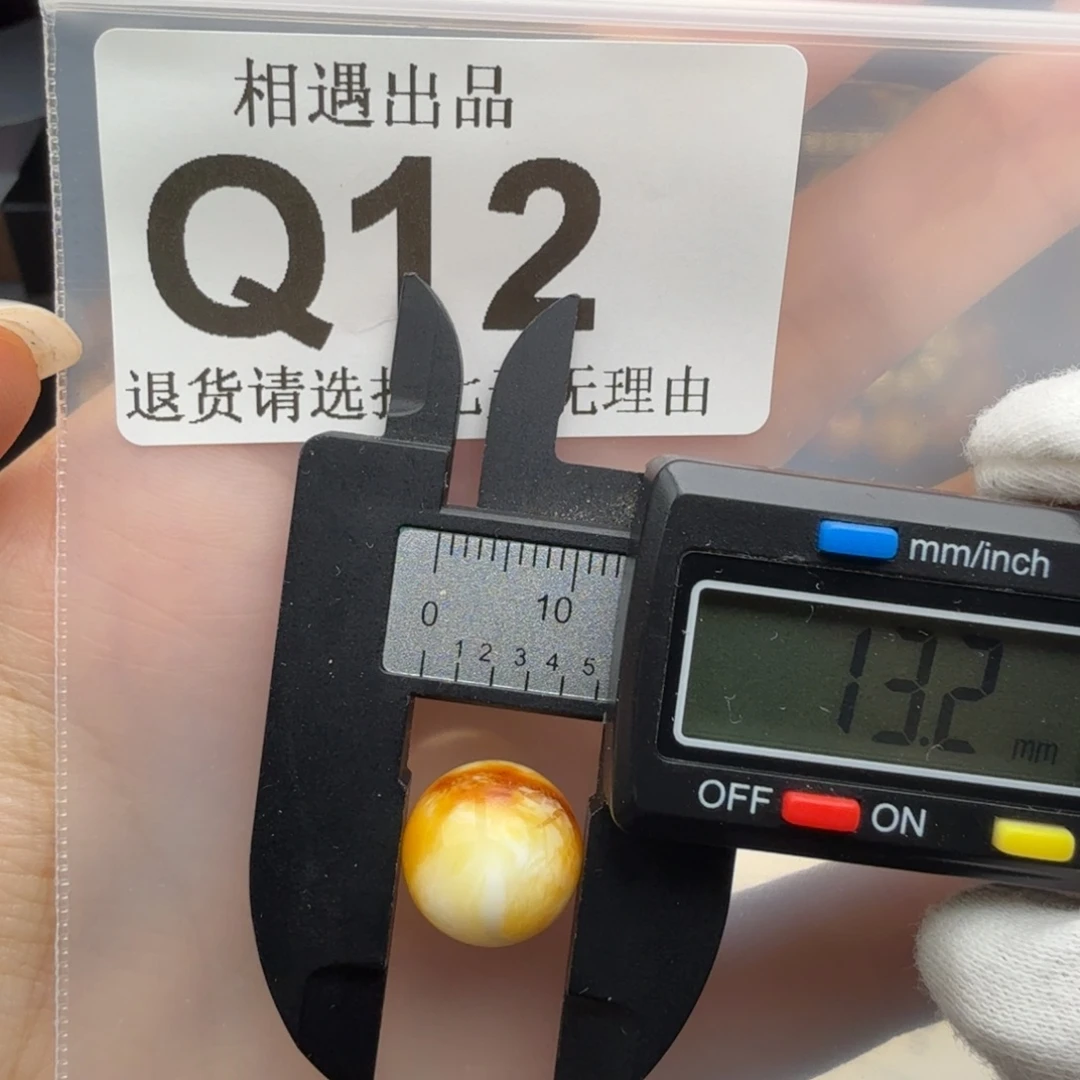 相遇出品
Q12
退货请选 无理由
mm/inch
0 10
1 2 3 4 5
13.2 mm
OFF ON